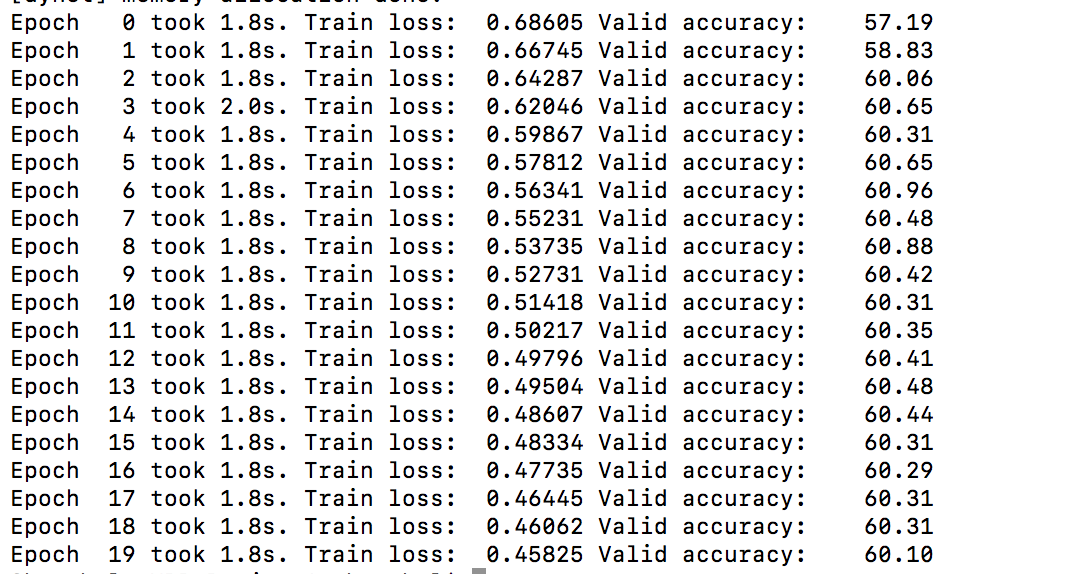 Epoch    0 took 1.8s. Train loss:  0.68605 Valid accuracy:    57.19
Epoch    1 took 1.8s. Train loss:  0.66745 Valid accuracy:    58.83
Epoch    2 took 1.8s. Train loss:  0.64287 Valid accuracy:    60.06
Epoch    3 took 2.0s. Train loss:  0.62046 Valid accuracy:    60.65
Epoch    4 took 1.8s. Train loss:  0.59867 Valid accuracy:    60.31
Epoch    5 took 1.8s. Train loss:  0.57812 Valid accuracy:    60.65
Epoch    6 took 1.8s. Train loss:  0.56341 Valid accuracy:    60.96
Epoch    7 took 1.8s. Train loss:  0.55231 Valid accuracy:    60.48
Epoch    8 took 1.8s. Train loss:  0.53735 Valid accuracy:    60.88
Epoch    9 took 1.8s. Train loss:  0.52731 Valid accuracy:    60.42
Epoch   10 took 1.8s. Train loss:  0.51418 Valid accuracy:    60.31
Epoch   11 took 1.8s. Train loss:  0.50217 Valid accuracy:    60.35
Epoch   12 took 1.8s. Train loss:  0.49796 Valid accuracy:    60.41
Epoch   13 took 1.8s. Train loss:  0.49504 Valid accuracy:    60.48
Epoch   14 took 1.8s. Train loss:  0.48607 Valid accuracy:    60.44
Epoch   15 took 1.8s. Train loss:  0.48334 Valid accuracy:    60.31
Epoch   16 took 1.8s. Train loss:  0.47735 Valid accuracy:    60.29
Epoch   17 took 1.8s. Train loss:  0.46445 Valid accuracy:    60.31
Epoch   18 took 1.8s. Train loss:  0.46062 Valid accuracy:    60.31
Epoch   19 took 1.8s. Train loss:  0.45825 Valid accuracy:    60.10